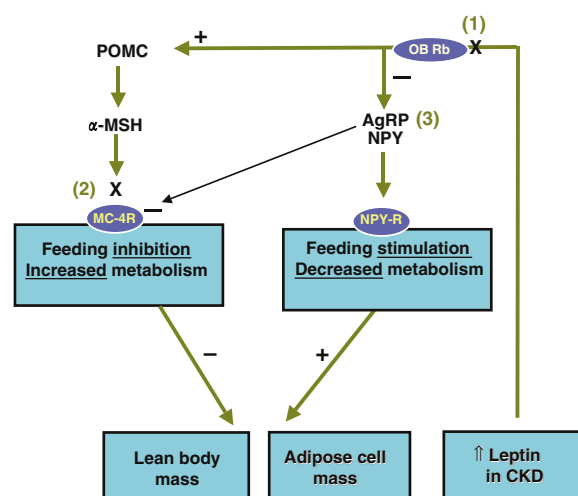 (1)
+
POMC
OB Rb
X
–
α-MSH
AgRP (3)
NPY
(2) X
MC-4R
–
NPY-R
Feeding inhibition
Increased metabolism
Feeding stimulation
Decreased metabolism
–
+
Lean body
mass
Adipose cell
mass
⇑ Leptin
in CKD